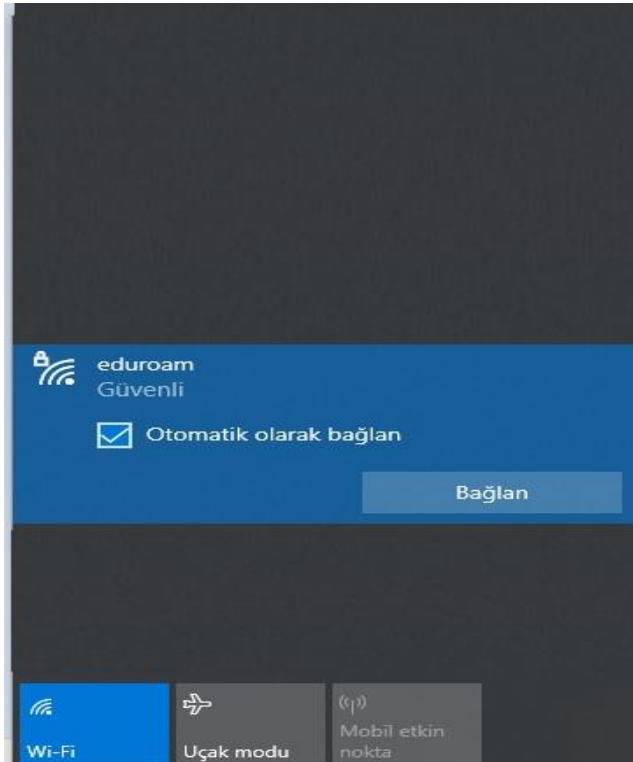 eduroam
Güvenli
Otomatik olarak bağlan
Bağlan
Wi-Fi
Uçak modu
Mobil etkin
nokta